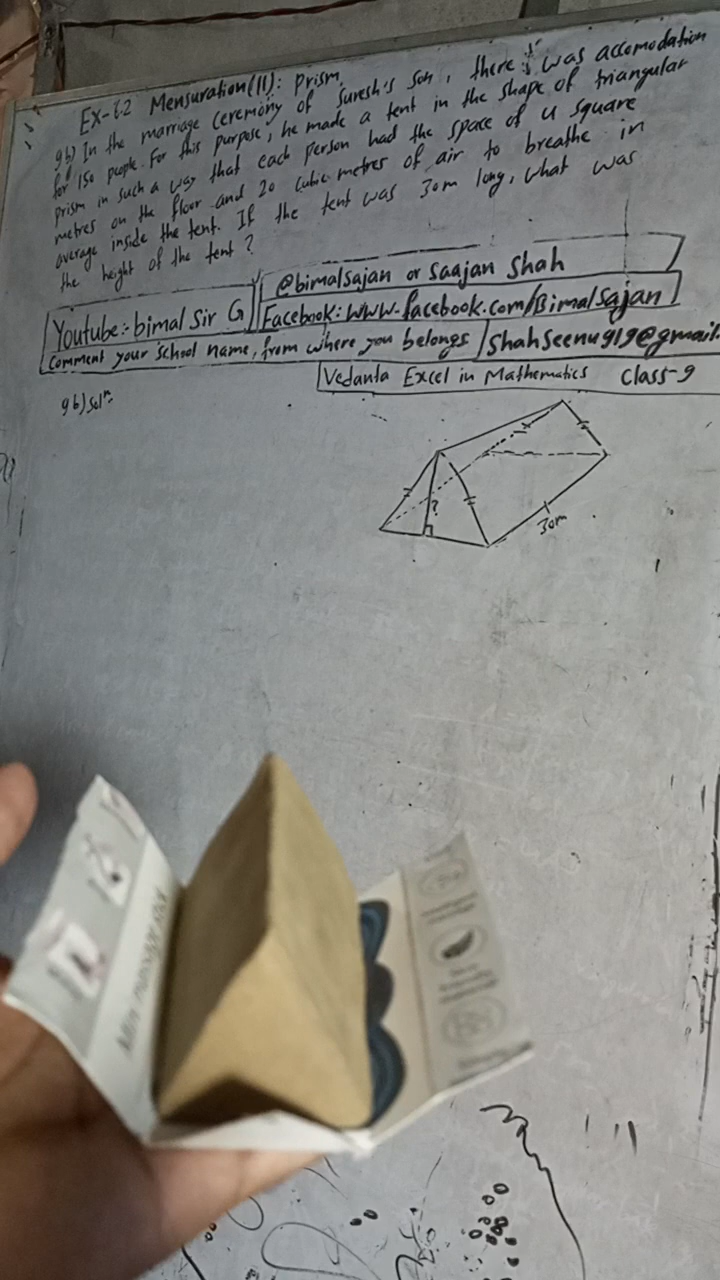 Ex-6.2 Mensuration(II): Prism
9b) In the marriage ceremony of Suresh's son, there was accomodation
for 150 people. For this purpose, he made a tent in the shape of triangular
prism in such a way that each person had the space of 4 square
metres on the floor and 20 cubic metres of air to breathe in
average inside the tent. If the tent was 30m long, what was
the height of the tent?
@bimalsajan or Saajan Shah
Youtube:- bimal Sir G
Facebook: www.facebook.com/Bimalsajan
Comment your school name, from where you belongs
shahseenu919@gmail.
Vedanta Excel in Mathematics Class-9
9b) Solⁿ:
?
30m